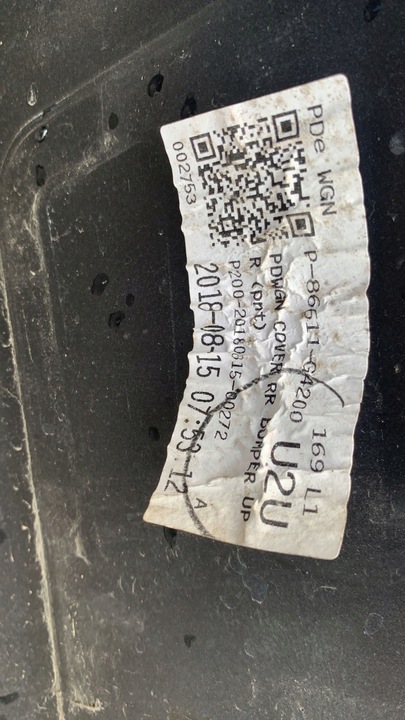 PDe WGN
P-86611-G4200 169 L1
U2U
PDWGN COVER RR BUMPER UP
R (pnt)
P200-20180815-00272
2018-08-15 07:53:12 A
002753